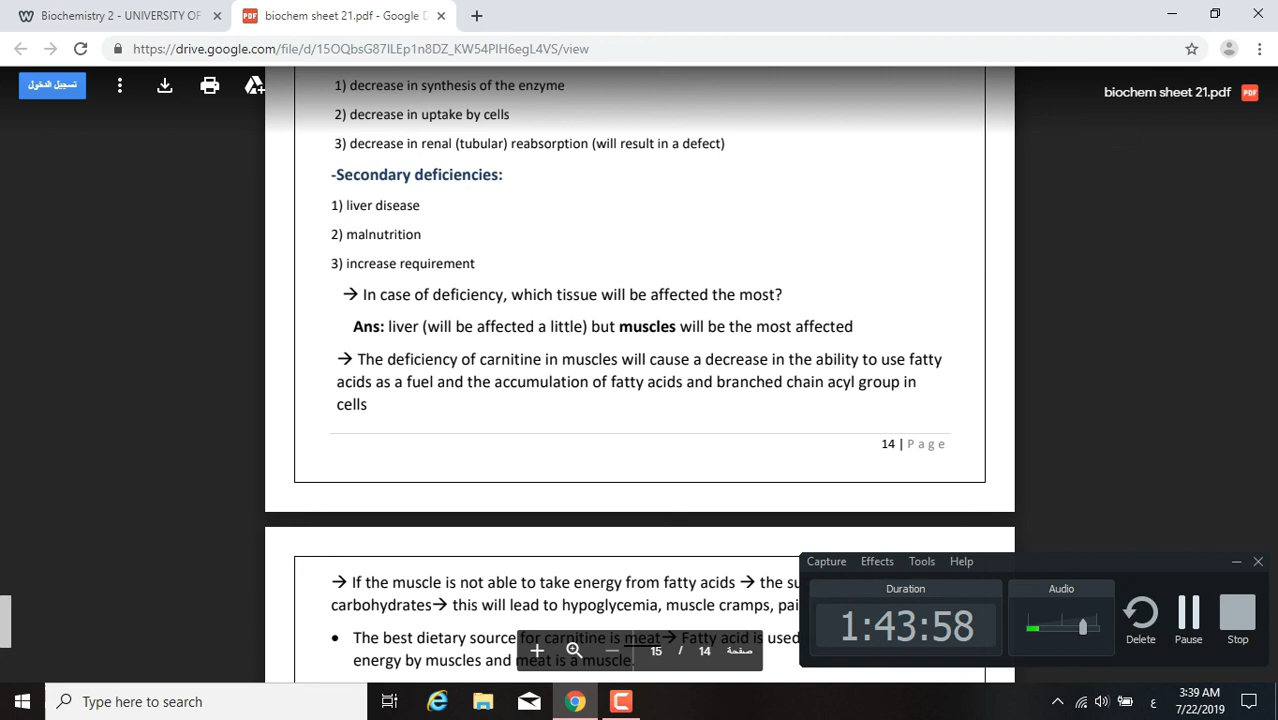 Biochemistry 2 - UNIVERSITY OF
biochem sheet 21.pdf - Google D
https://drive.google.com/file/d/15OQbsG87ILEp1n8DZ_KW54PIH6egL4VS/view
تسجيل الدخول
biochem sheet 21.pdf
PDF
1) decrease in synthesis of the enzyme
2) decrease in uptake by cells
3) decrease in renal (tubular) reabsorption (will result in a defect)
-Secondary deficiencies:
1) liver disease
2) malnutrition
3) increase requirement
→ In case of deficiency, which tissue will be affected the most?
Ans: liver (will be affected a little) but muscles will be the most affected
→ The deficiency of carnitine in muscles will cause a decrease in the ability to use fatty
acids as a fuel and the accumulation of fatty acids and branched chain acyl group in
cells
14 | Page
→ If the muscle is not able to take energy from fatty acids → the su
carbohydrates→ this will lead to hypoglycemia, muscle cramps, pai
• The best dietary source for carnitine is meat→ Fatty acid is used
energy by muscles and meat is a muscle.
15 / 14 صفحة
Capture Effects Tools Help
Duration
Audio
1:43:58
Delete
Pause
Stop
Type here to search
ع
3:39 AM
7/22/2019